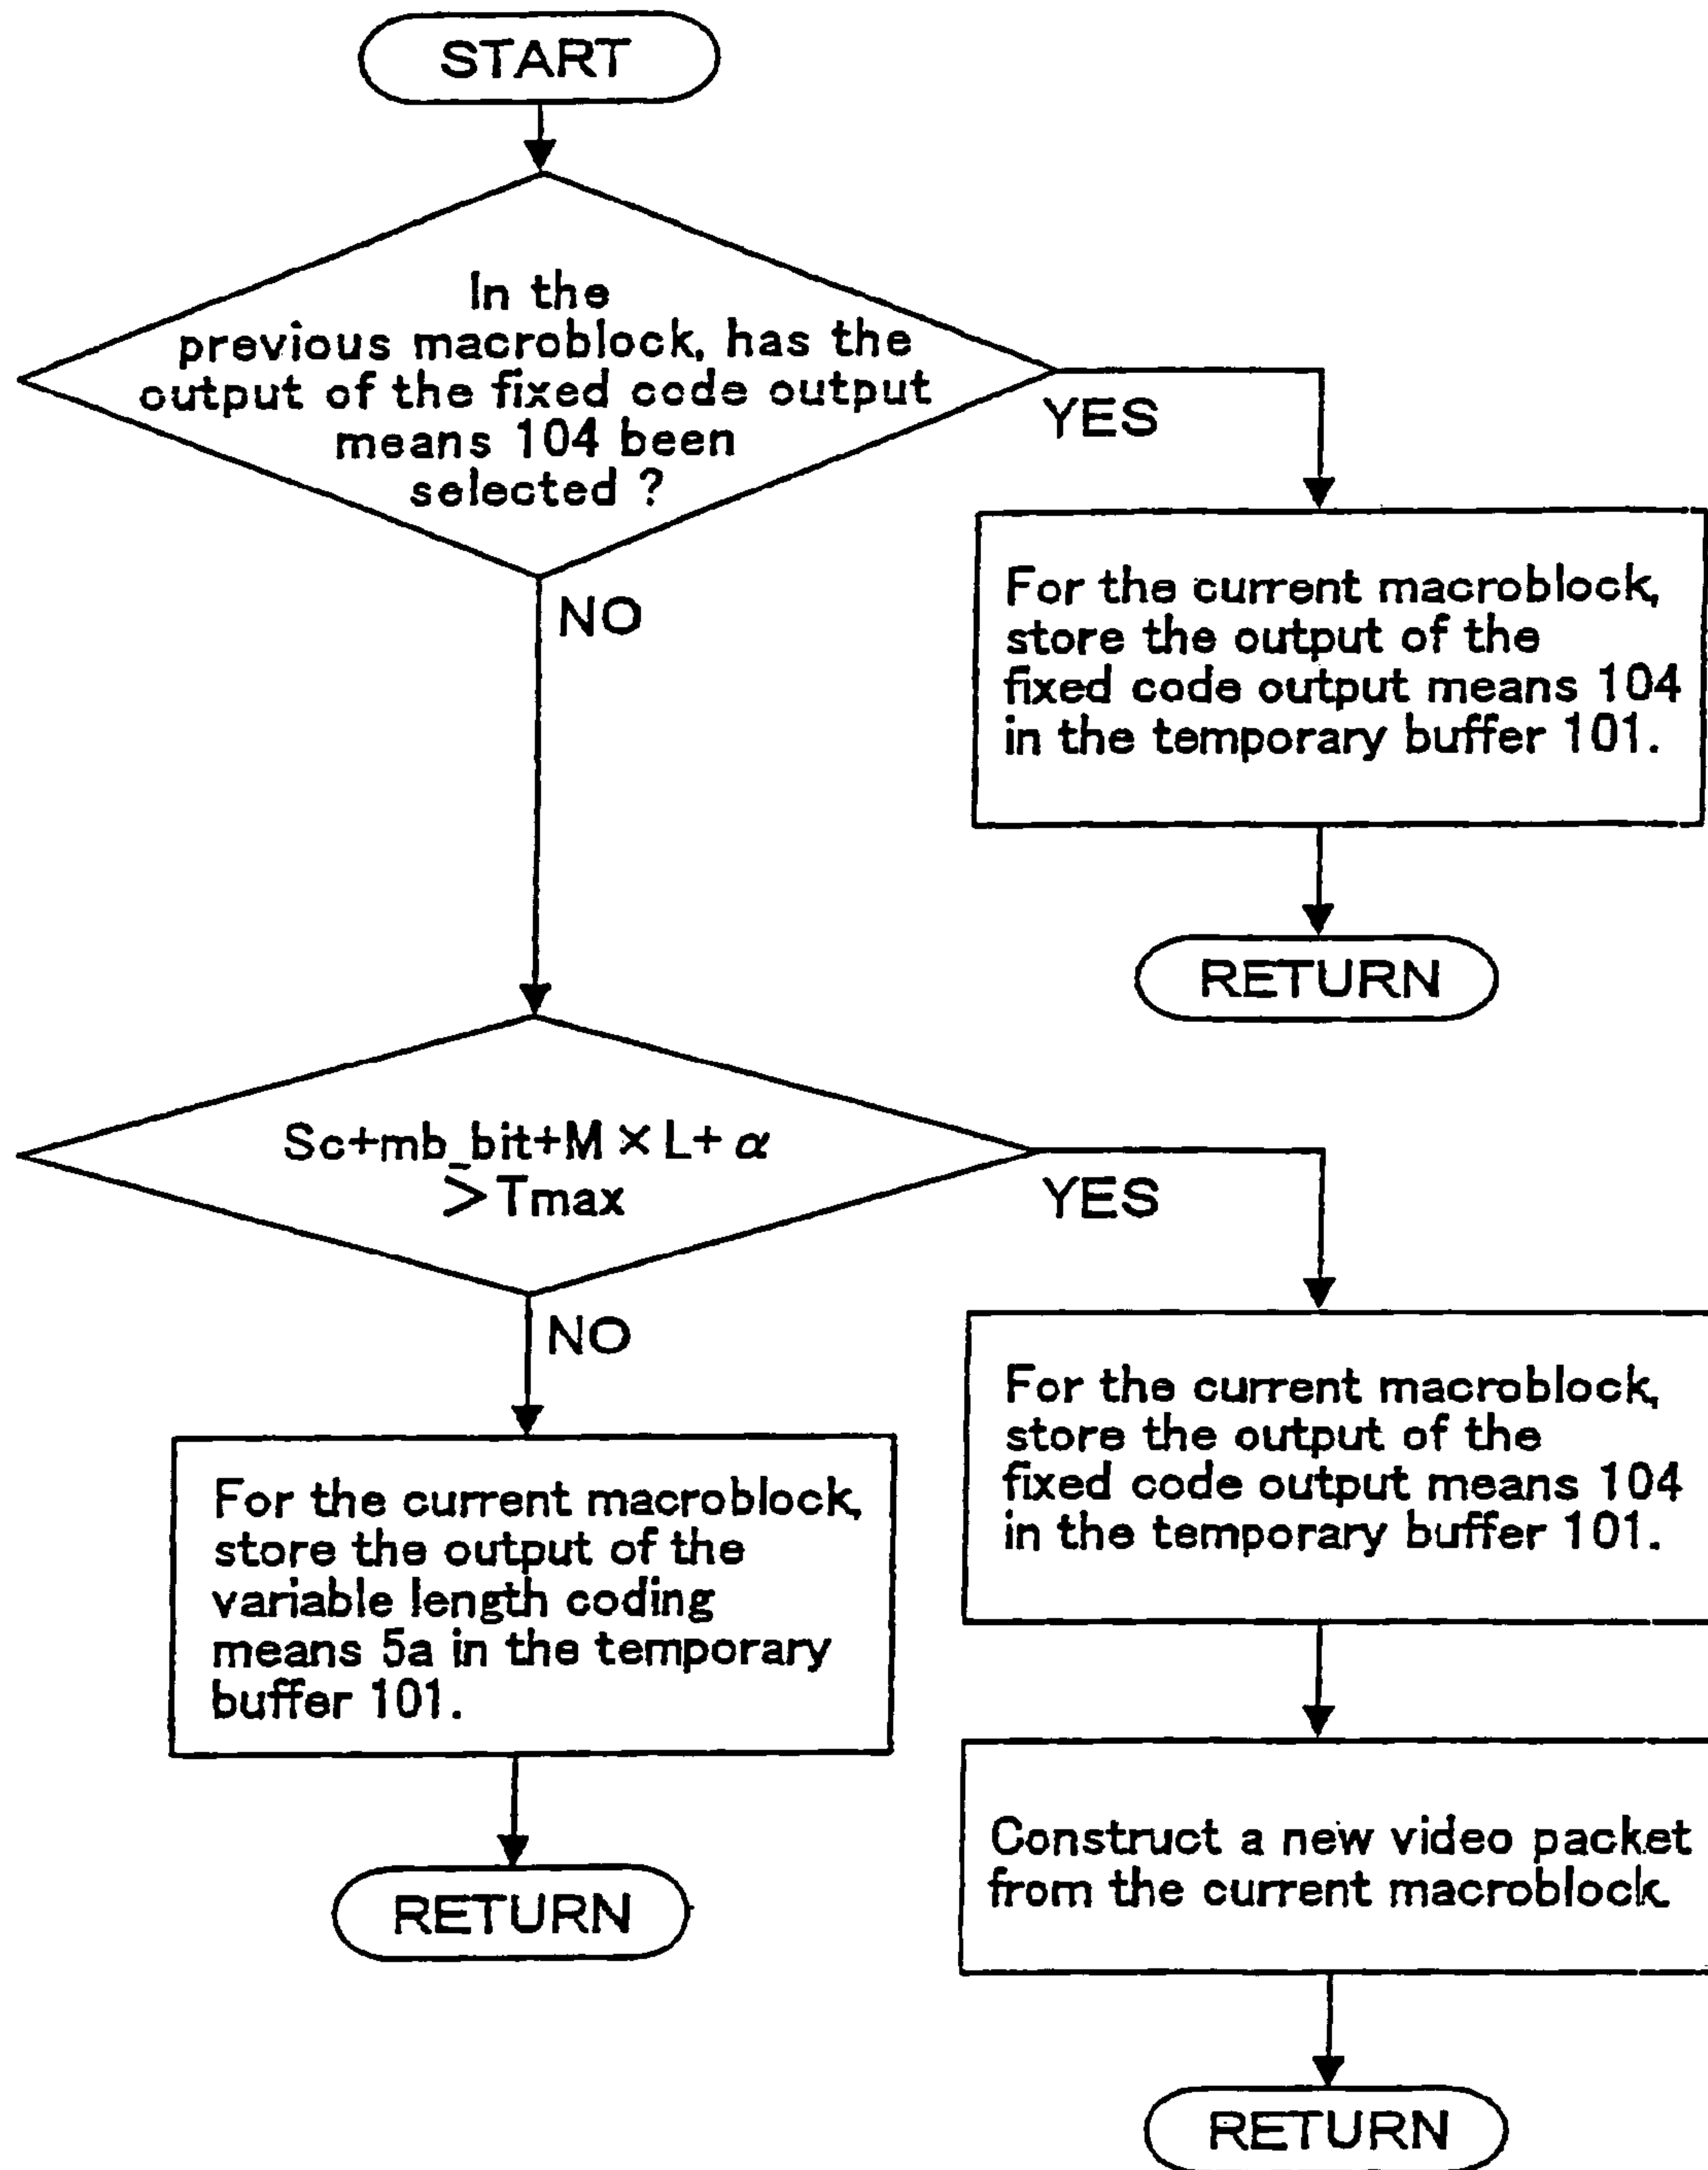 START
In the
previous macroblock, has the
output of the fixed code output
means 104 been
selected ?
YES
NO
For the current macroblock,
store the output of the
fixed code output means 104
in the temporary buffer 101.
RETURN
Sc+mb_bit+M × L+ α
>Tmax
YES
NO
For the current macroblock,
store the output of the
fixed code output means 104
in the temporary buffer 101.
For the current macroblock,
store the output of the
variable length coding
means 5a in the temporary
buffer 101.
Construct a new video packet
from the current macroblock.
RETURN
RETURN